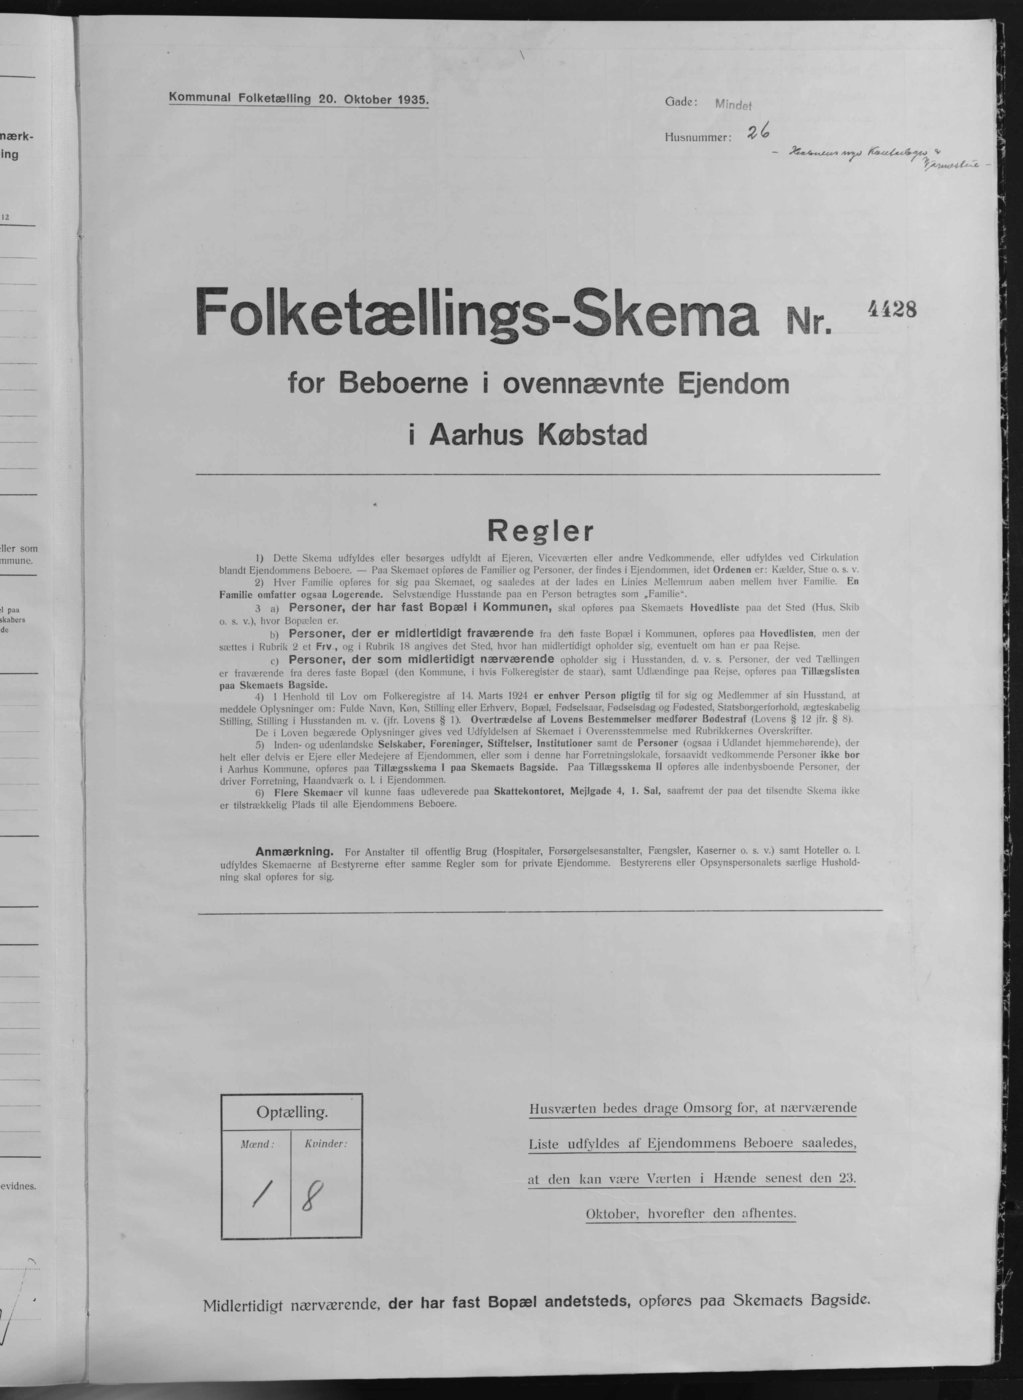 Kommunal Folketælling 20. Oktober 1935.
Gade: Mindet
Husnummer: 26
Folketællings-Skema Nr. 4428
for Beboerne i ovennævnte Ejendom
i Aarhus Købstad
Regler
1) Dette Skema udfyldes eller besørges udfyldt af Ejeren, Viceværten eller andre Vedkommende, eller udfyldes ved Cirkulation
blandt Ejendommens Beboere. — Paa Skemaet opføres de Familier og Personer, der findes i Ejendommen, idet Ordenen er: Kælder, Stue o. s. v.
2) Hver Familie opføres for sig paa Skemaet, og saaledes at der lades en Linies Mellemrum aaben mellem hver Familie. En
Familie omfatter ogsaa Logerende. Selvstændige Husstande paa en Person betragtes som „Familie".
3 a) Personer, der har fast Bopæl i Kommunen, skal opføres paa Skemaets Hovedliste paa det Sted (Hus, Skib
o. s. v.), hvor Bopælen er.
b) Personer, der er midlertidigt fraværende fra den faste Bopæl i Kommunen, opføres paa Hovedlisten, men der
sættes i Rubrik 2 et Frv., og i Rubrik 18 angives det Sted, hvor han midlertidigt opholder sig, eventuelt om han er paa Rejse.
c) Personer, der som midlertidigt nærværende opholder sig i Husstanden, d. v. s. Personer, der ved Tællingen
er fraværende fra deres faste Bopæl (den Kommune, i hvis Folkeregister de staar), samt Udlændinge paa Rejse, opføres paa Tillægslisten
paa Skemaets Bagside.
4) I Henhold til Lov om Folkeregistre af 14. Marts 1924 er enhver Person pligtig til for sig og Medlemmer af sin Husstand, at
meddele Oplysninger om: Fulde Navn, Køn, Stilling eller Erhverv, Bopæl, Fødselsaar, Fødselsdag og Fødested, Statsborgerforhold, ægteskabelig
Stilling, Stilling i Husstanden m. v. (jfr. Lovens § 1). Overtrædelse af Lovens Bestemmelser medfører Bødestraf (Lovens § 12 jfr. § 8).
De i Loven begærede Oplysninger gives ved Udfyldelsen af Skemaet i Overensstemmelse med Rubrikkernes Overskrifter.
5) Inden- og udenlandske Selskaber, Foreninger, Stiftelser, Institutioner samt de Personer (ogsaa i Udlandet hjemmehørende), der
helt eller delvis er Ejere eller Medejere af Ejendommen, eller som i denne har Forretningslokale, forsaavidt vedkommende Personer ikke bor
i Aarhus Kommune, opføres paa Tillægsskema I paa Skemaets Bagside. Paa Tillægsskema II opføres alle indenbysboende Personer, der
driver Forretning, Haandværk o. l. i Ejendommen.
6) Flere Skemaer vil kunne faas udleverede paa Skattekontoret, Mejlgade 4, 1. Sal, saafremt der paa det tilsendte Skema ikke
er tilstrækkelig Plads til alle Ejendommens Beboere.
Anmærkning. For Anstalter til offentlig Brug (Hospitaler, Forsørgelsesanstalter, Fængsler, Kaserner o. s. v.) samt Hoteller o. l.
udfyldes Skemaerne af Bestyrerne efter samme Regler som for private Ejendomme. Bestyrerens eller Opsynspersonalets særlige Hushold-
ning skal opføres for sig.
Optælling.
Mænd: Kvinder:
1 8
Husværten bedes drage Omsorg for, at nærværende
Liste udfyldes af Ejendommens Beboere saaledes,
at den kan være Værten i Hænde senest den 23.
Oktober, hvorefter den afhentes.
Midlertidigt nærværende, der har fast Bopæl andetsteds, opføres paa Skemaets Bagside.
mærk-
ing
12
eller som
mmune.
el paa
skabers
de
evidnes.